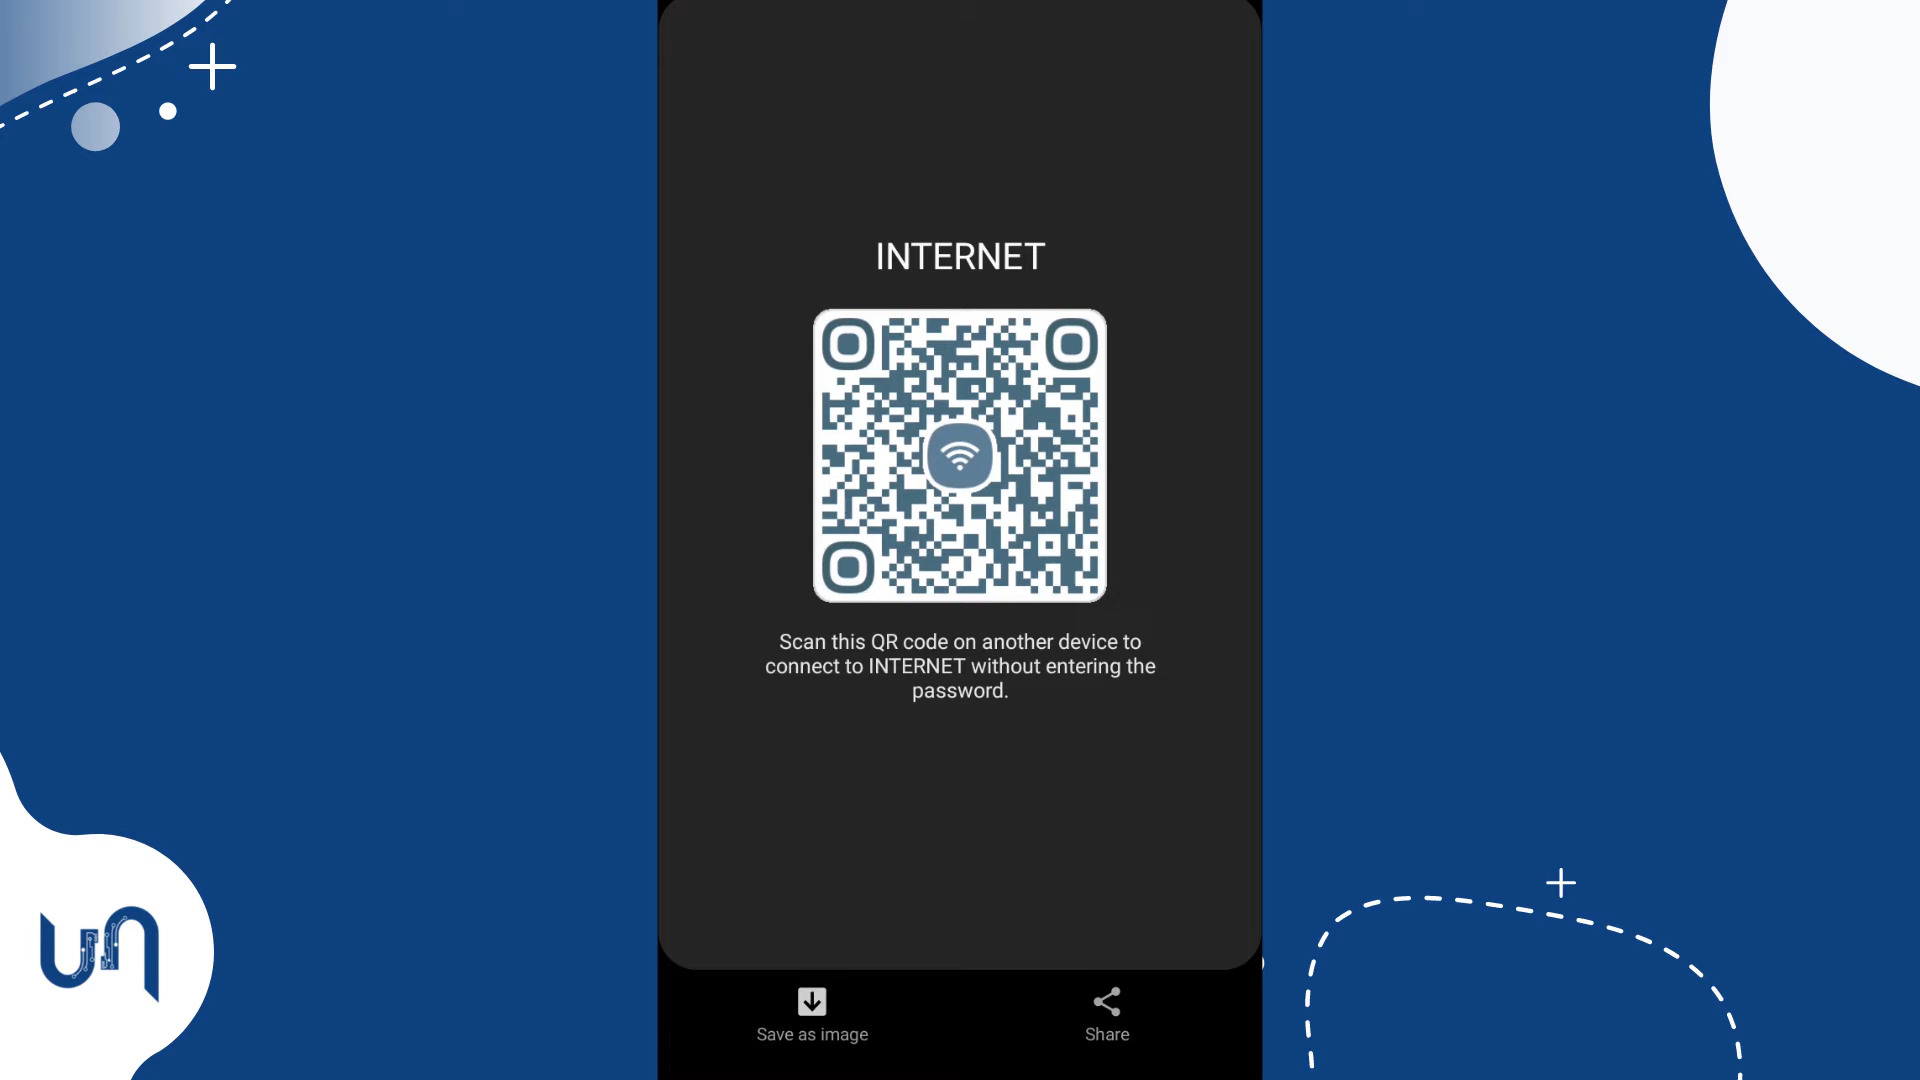 INTERNET
Scan this QR code on another device to
connect to INTERNET without entering the
password.
Save as image
Share
un